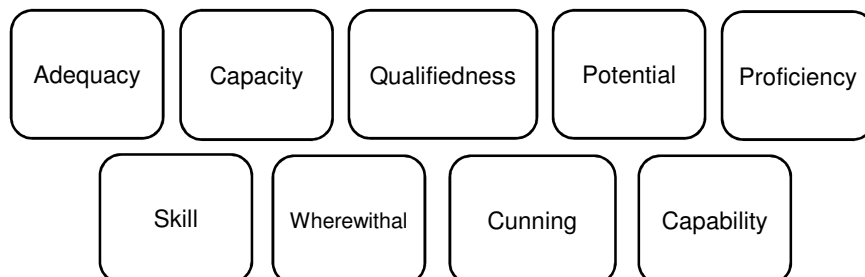 Adequacy
Capacity
Qualifiedness
Potential
Proficiency
Skill
Wherewithal
Cunning
Capability